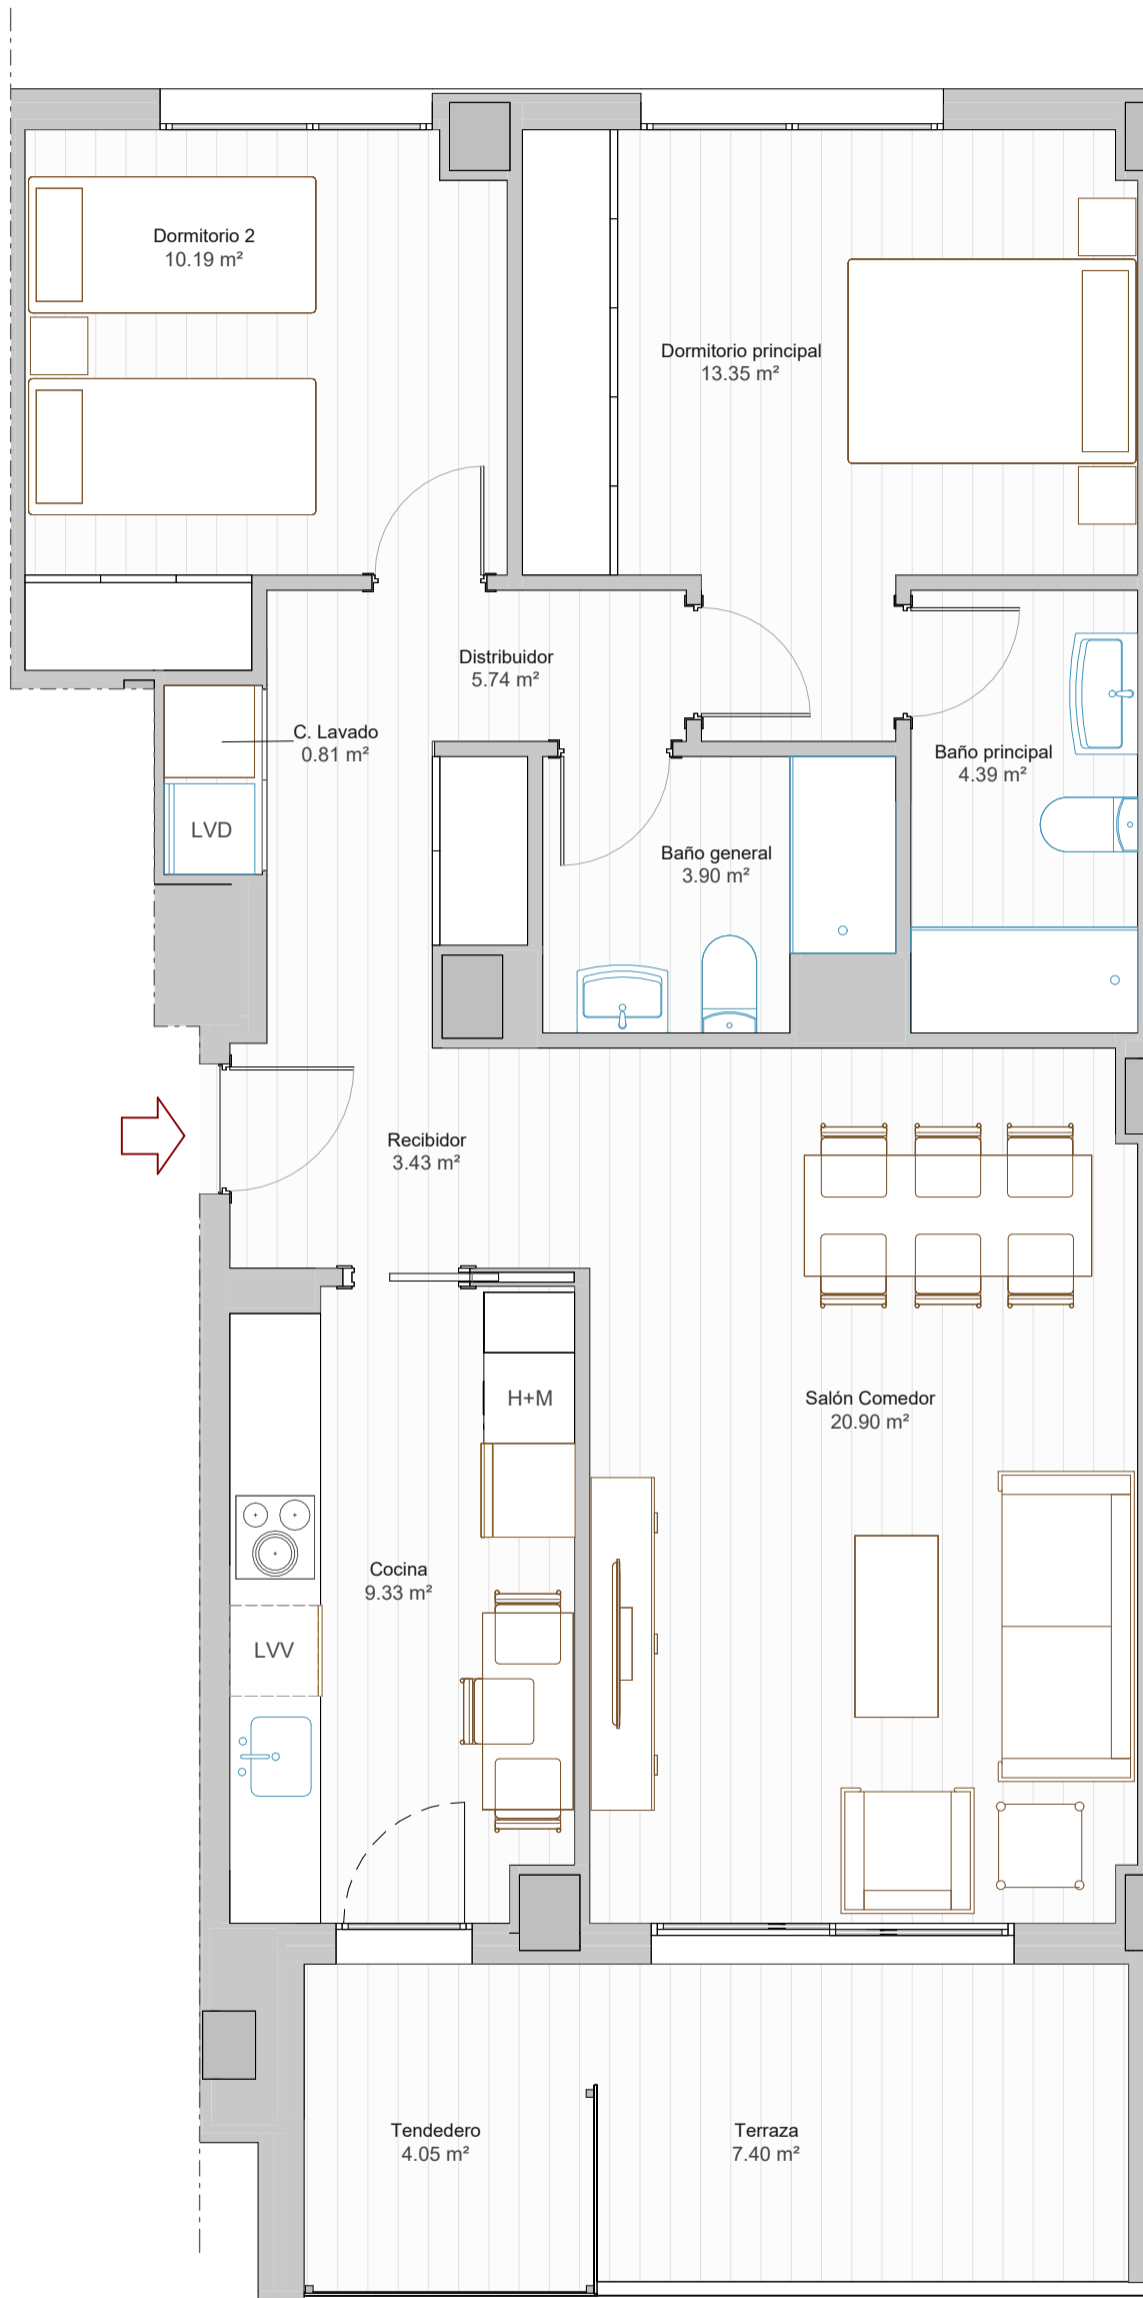 Dormitorio 2
10.19 m²
Dormitorio principal
13.35 m²
Distribuidor
5.74 m²
C. Lavado
0.81 m²
LVD
Baño principal
4.39 m²
Baño general
3.90 m²
Recibidor
3.43 m²
H+M
Salón Comedor
20.90 m²
Cocina
9.33 m²
LVV
Tendedero
4.05 m²
Terraza
7.40 m²